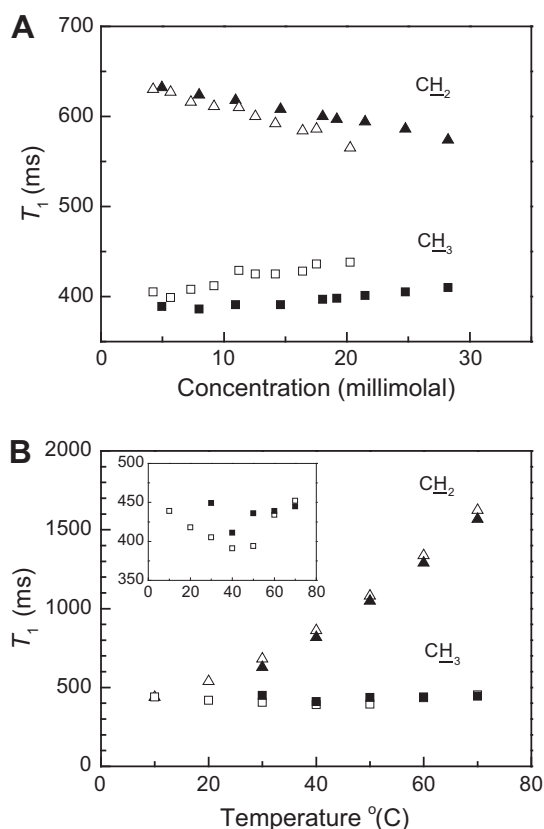 A
700
600
500
400
T1 (ms)
CH2
CH3
0 10 20 30
Concentration (millimolal)
B
2000
1500
1000
500
0
T1 (ms)
500
450
400
350
0 20 40 60 80
CH2
CH3
0 20 40 60 80
Temperature o(C)